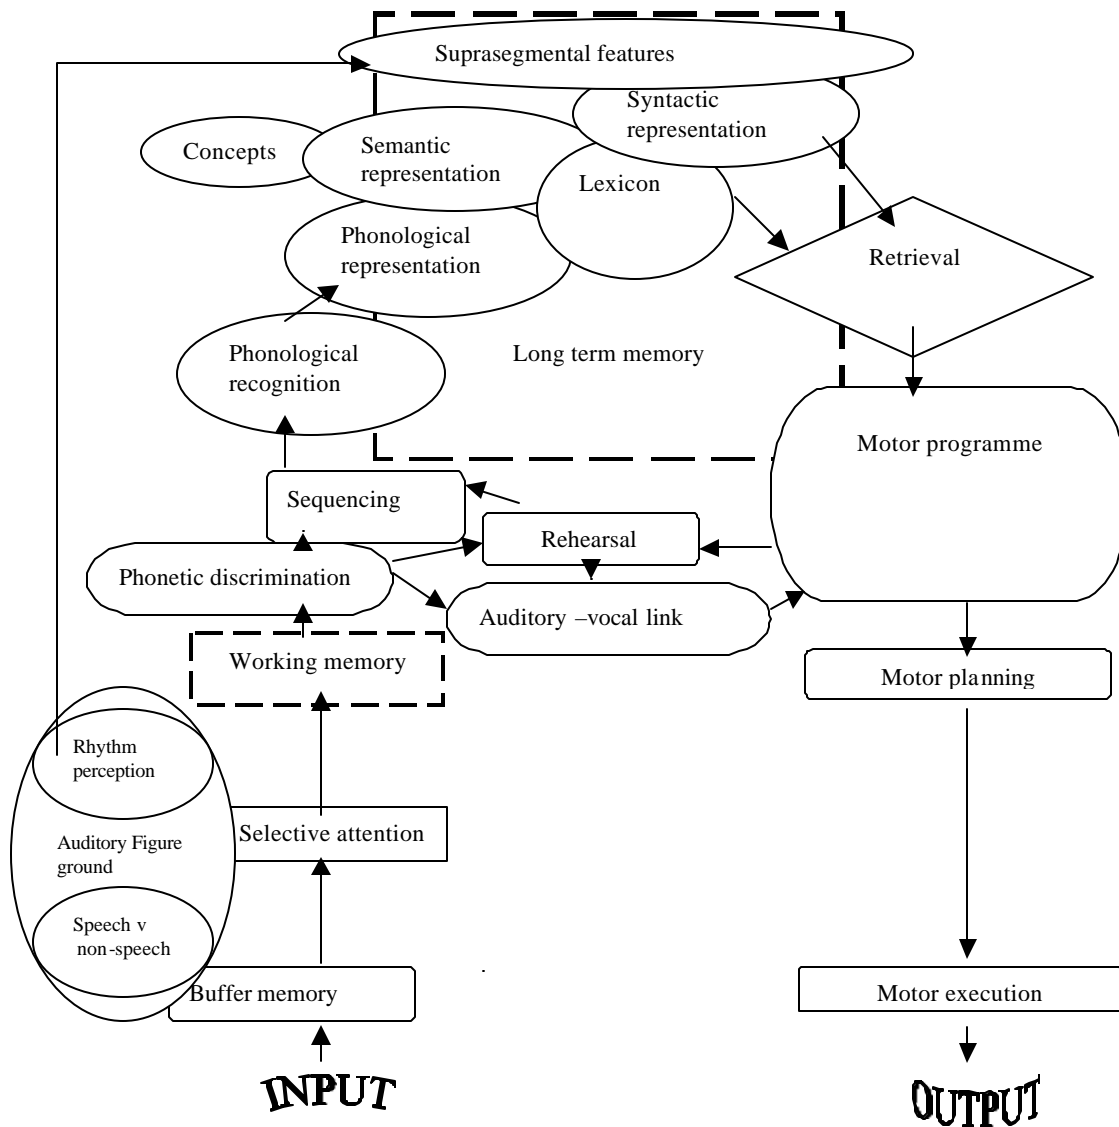 Suprasegmental features
Syntactic
representation
Concepts
Semantic
representation
Lexicon
Phonological
representation
Retrieval
Phonological
recognition
Long term memory
Motor programme
Sequencing
Rehearsal
Phonetic discrimination
Auditory –vocal link
Working memory
Motor planning
Rhythm
perception
Selective attention
Auditory Figure
ground
Speech v
non-speech
Buffer memory
Motor execution
INPUT
OUTPUT